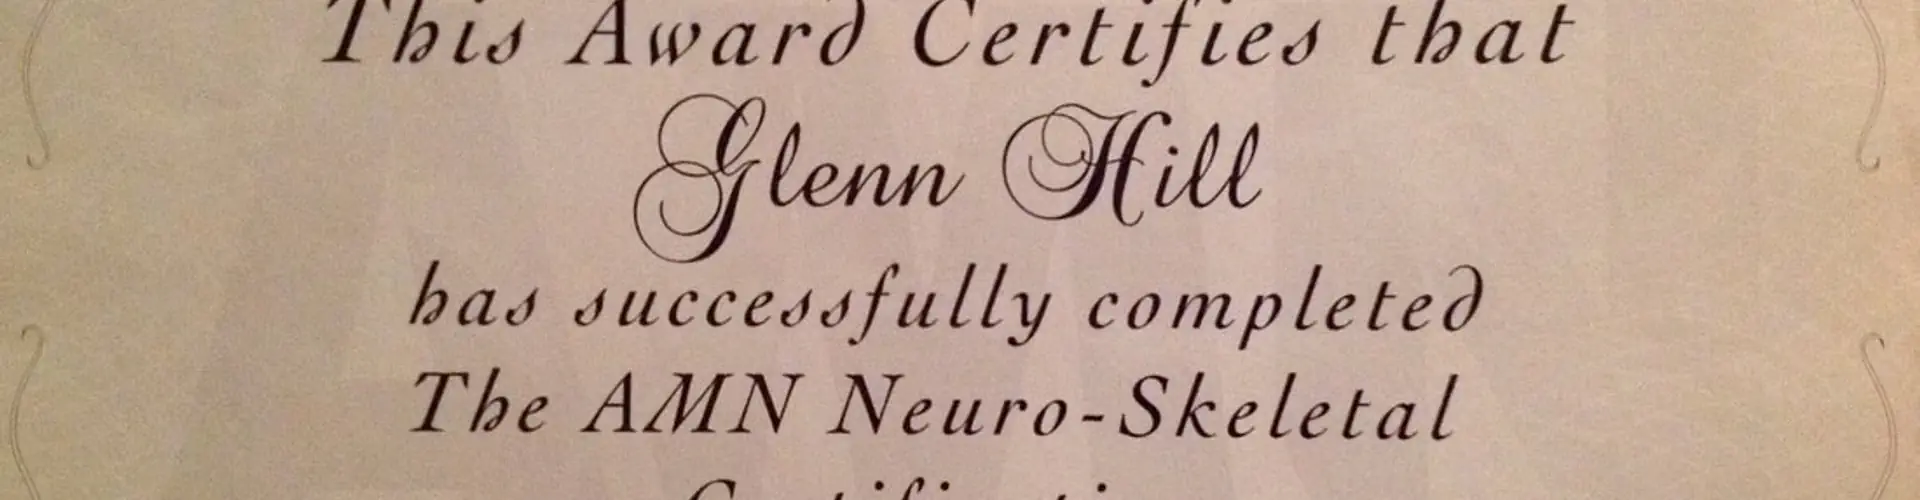 This Award Certifies that
Glenn Hill
has successfully completed
The AMN Neuro-Skeletal